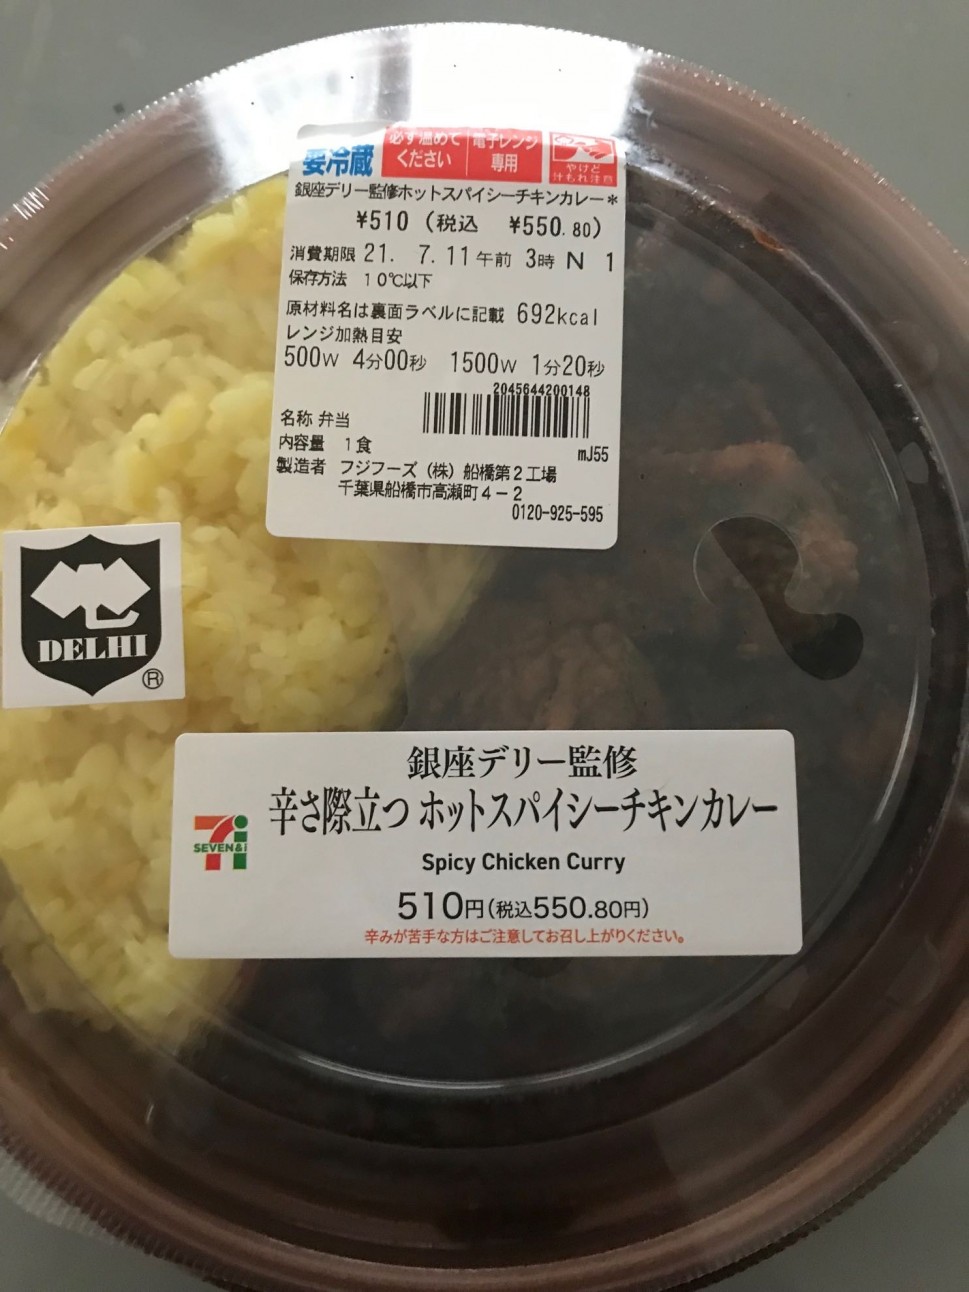 要冷蔵
必ず温めて
ください
電子レンジ
専用
やけど
汁もれ注意
銀座デリー監修ホットスパイシーチキンカレー*
¥510 (税込 ¥550.80)
消費期限 21. 7.11午前 3時 N 1
保存方法 10℃以下
原材料名は裏面ラベルに記載 692kcal
レンジ加熱目安
500W 4分00秒 1500W 1分20秒
2045644200148
名称 弁当
内容量 1食
mJ55
製造者 フジフーズ (株) 船橋第2工場
千葉県船橋市高瀬町4-2
0120-925-595
DELHI
®
銀座デリー監修
辛さ際立つ ホットスパイシーチキンカレー
7
SEVEN&i
Spicy Chicken Curry
510円(税込550.80円)
辛みが苦手な方はご注意してお召し上がりください。